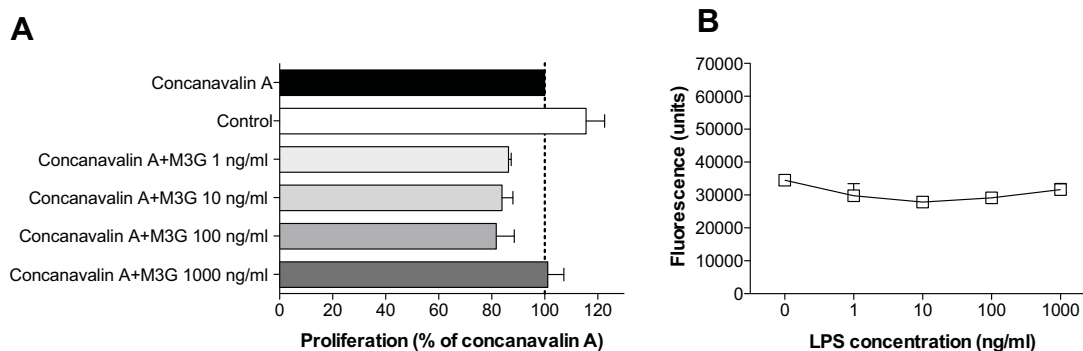 A
Concanavalin A
Control
Concanavalin A+M3G 1 ng/ml
Concanavalin A+M3G 10 ng/ml
Concanavalin A+M3G 100 ng/ml
Concanavalin A+M3G 1000 ng/ml
0 20 40 60 80 100 120
Proliferation (% of concanavalin A)
B
Fluorescence (units)
70000
60000
50000
40000
30000
20000
10000
0
0 1 10 100 1000
LPS concentration (ng/ml)